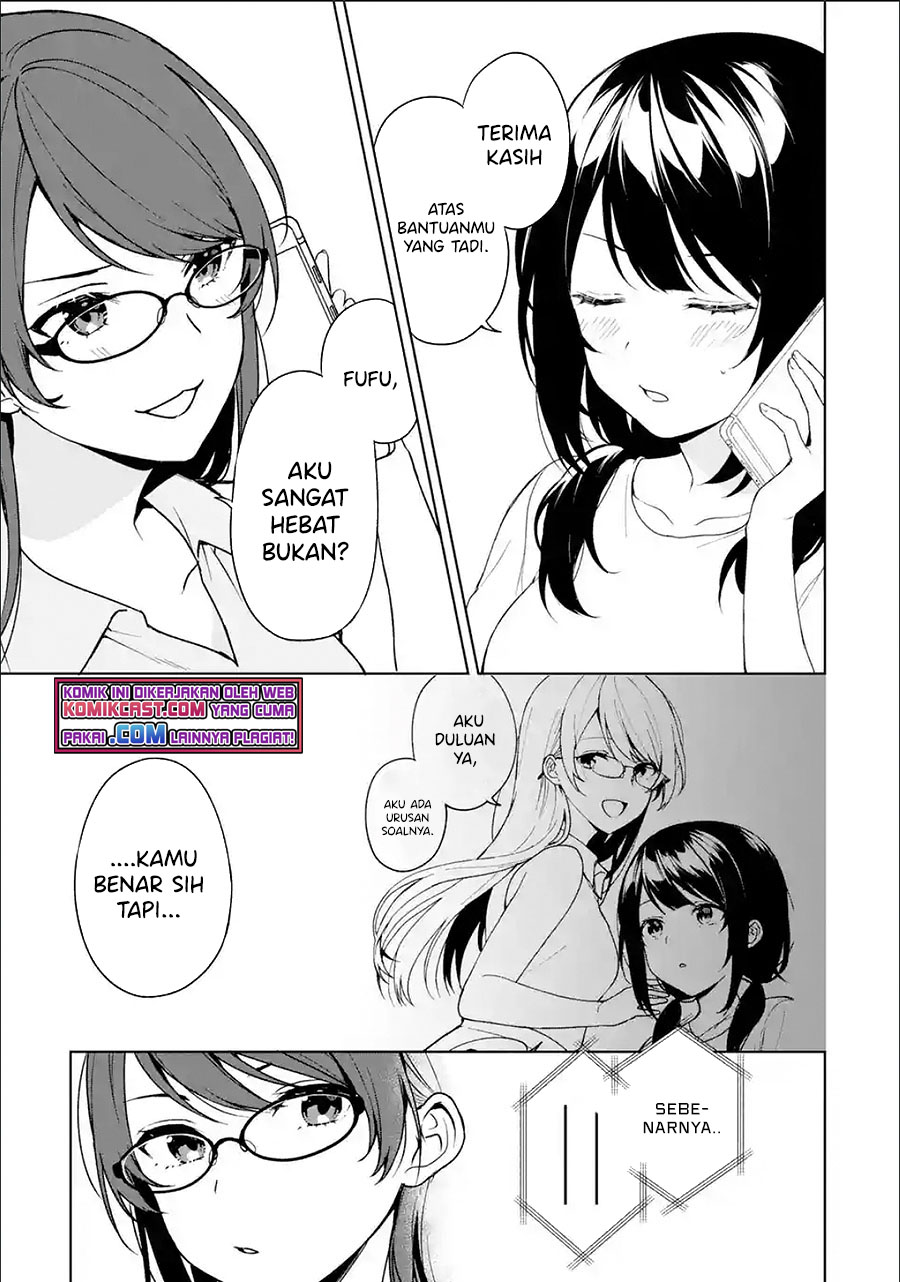 TERIMA
KASIH
ATAS
BANTUANMU
YANG TADI.
FUFU,
AKU
SANGAT
HEBAT
BUKAN?
KOMIK INI DIKERJAKAN OLEH WEB
KOMIKCAST.COM YANG CUMA
PAKAI .COM LAINNYA PLAGIAT!
AKU
DULUAN
YA,
AKU ADA
URUSAN
SOALNYA.
....KAMU
BENAR SIH
TAPI...
SEBE-
NARNYA..